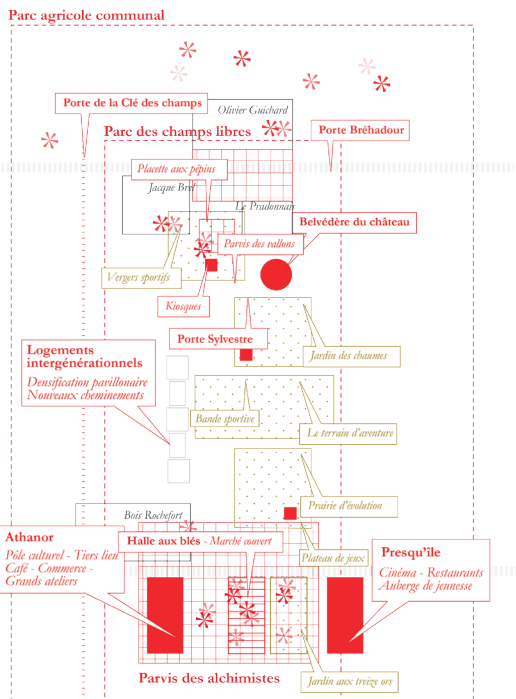 Parc agricole communal
Porte de la Clé des champs
Olivier Guichard
Parc des champs libres
Porte Bréhadour
Placette aux pépins
Jacque Brel
Le Pradonnais
Belvédère du château
Parvis des vallons
Vergers sportifs
Kiosques
Porte Sylvestre
Logements
intergénérationnels
Densification pavillonaire
Nouveaux cheminements
Jardin des chaumes
Bande sportive
Le terrain d'aventure
Prairie d'évolution
Bois Rochefort
Athanor
Pôle culturel - Tiers lieu
Café - Commerce -
Grands ateliers
Halle aux blés - Marché couvert
Plateau de jeux
Presqu'île
Cinéma - Restaurants
Auberge de jeunesse
Parvis des alchimistes
Jardin aux treize ors